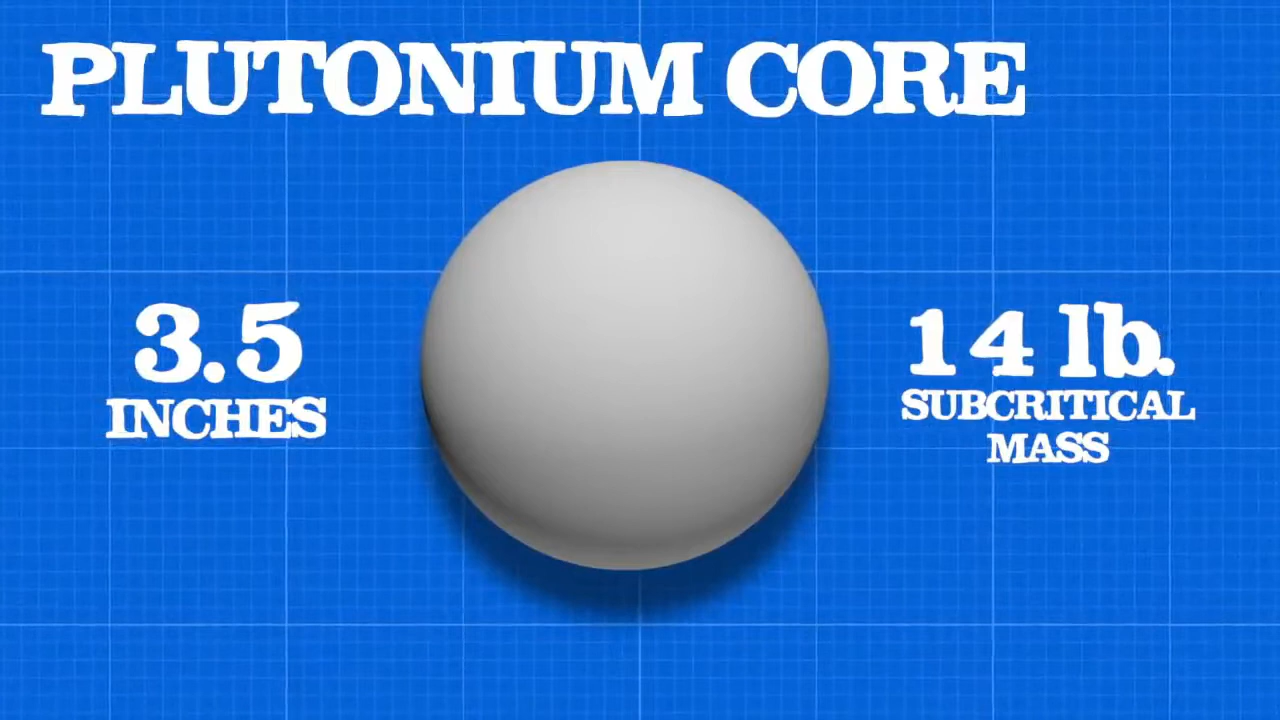 PLUTONIUM CORE
3.5
INCHES
14 lb.
SUBCRITICAL
MASS